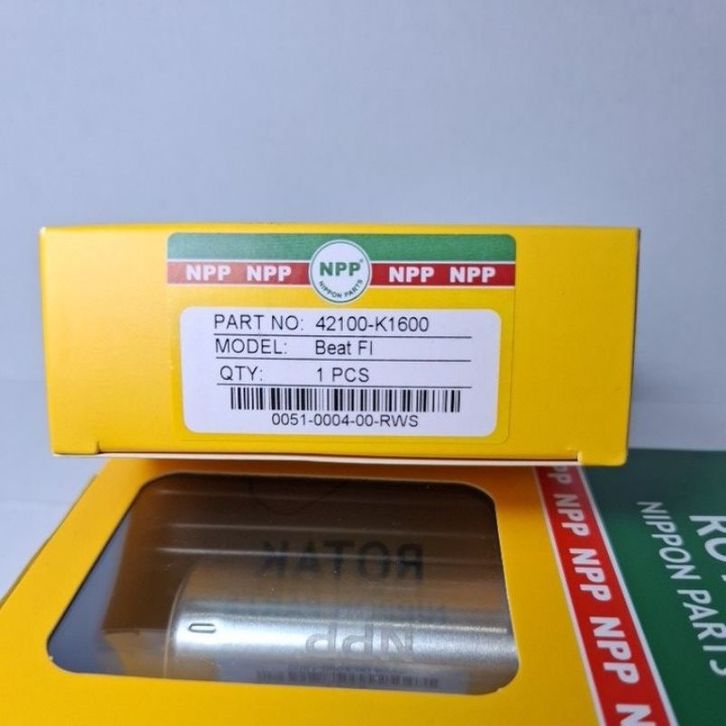 NPP NPP NPP® NPP NPP
NIPPON PARTS
PART NO: 42100-K1600
MODEL: Beat FI
QTY: 1 PCS
0051-0004-00-RWS
ROTAK
NPP
NPP NPP NPP NPP
NIPPON PARTS